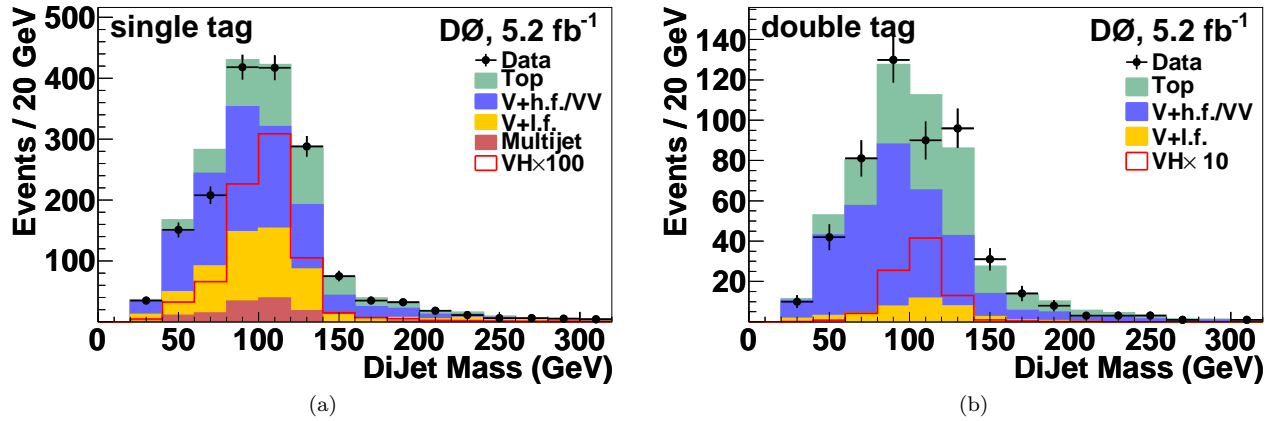 single tag
DØ, 5.2 fb⁻¹
Data
Top
V+h.f./VV
V+l.f.
Multijet
VH×100
Events / 20 GeV
500
400
300
200
100
0 50 100 150 200 250 300
DiJet Mass (GeV)
(a)
double tag
DØ, 5.2 fb⁻¹
Data
Top
V+h.f./VV
V+l.f.
VH× 10
Events / 20 GeV
140
120
100
80
60
40
20
0 50 100 150 200 250 300
DiJet Mass (GeV)
(b)